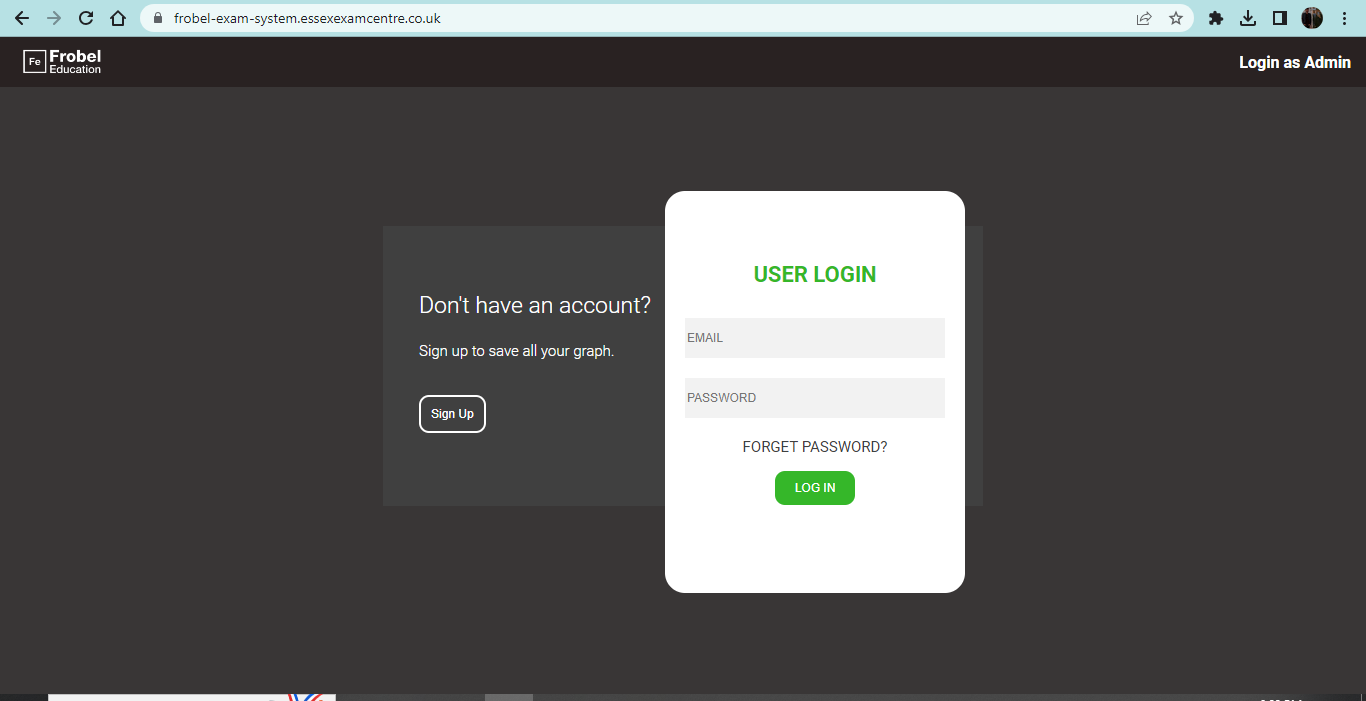 frobel-exam-system.essexexamcentre.co.uk
Fe Frobel
Education
Login as Admin
Don't have an account?
Sign up to save all your graph.
Sign Up
USER LOGIN
EMAIL
PASSWORD
FORGET PASSWORD?
LOG IN